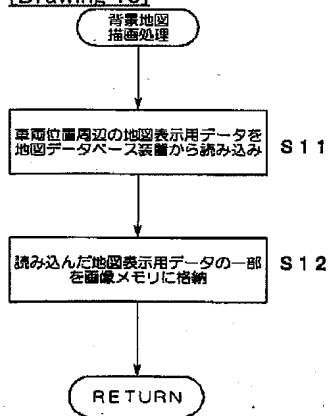 背景地図
描画処理
車両位置周辺の地図表示用データを
地図データベース装置から読み込み
S11
読み込んだ地図表示用データの一部
を画像メモリに格納
S12
RETURN